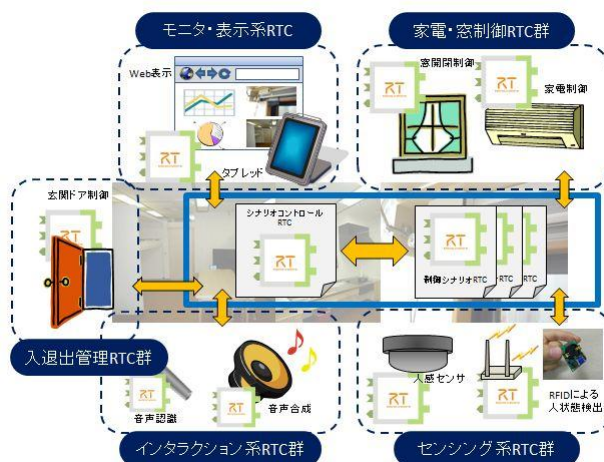 モニタ・表示系RTC
家電・窓制御RTC群
Web表示
RT
タブレッド
窓開閉制御
RT
家電制御
RT
玄関ドア制御
RT
入退出管理RTC群
シナリオコントロール
RTC
RT
RT
制御シナリオRTC
RTC
RTC
音声認識
RT
音声合成
RT
インタラクション系RTC群
人感センサ
RT
RT
RFIDによる
人状態検出
センシング系RTC群